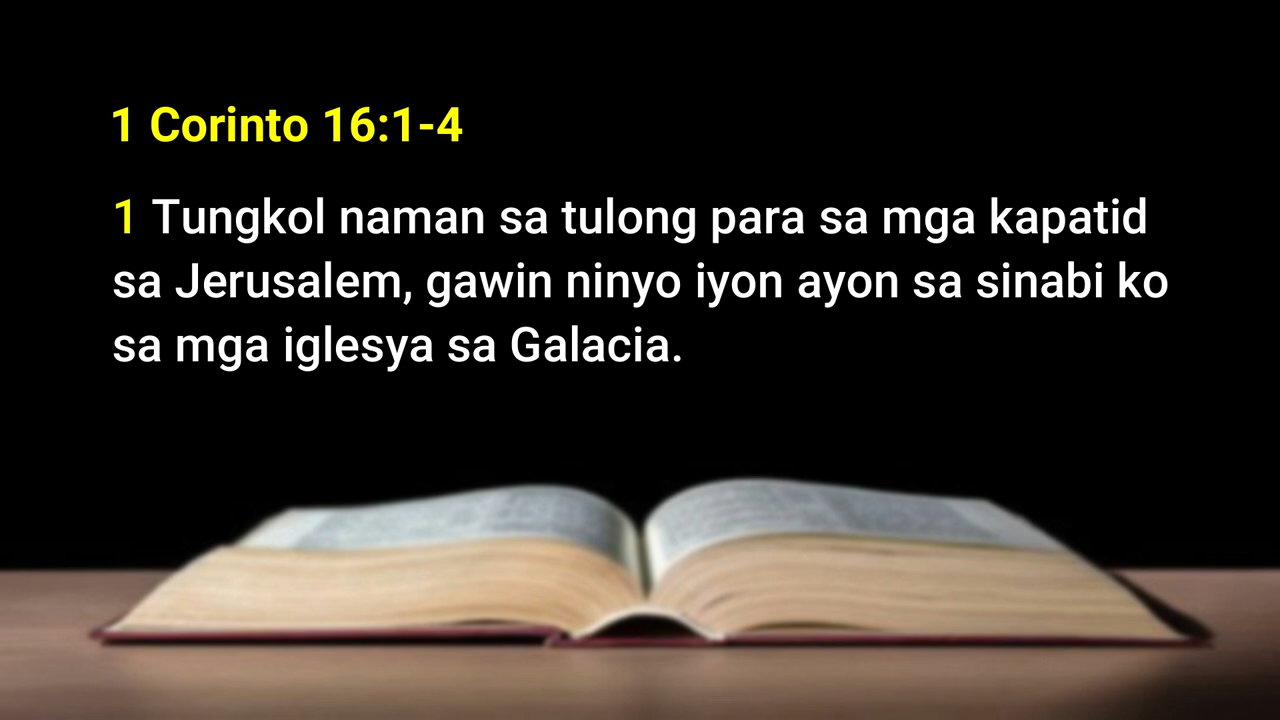 1 Corinto 16:1-4
1 Tungkol naman sa tulong para sa mga kapatid
sa Jerusalem, gawin ninyo iyon ayon sa sinabi ko
sa mga iglesya sa Galacia.